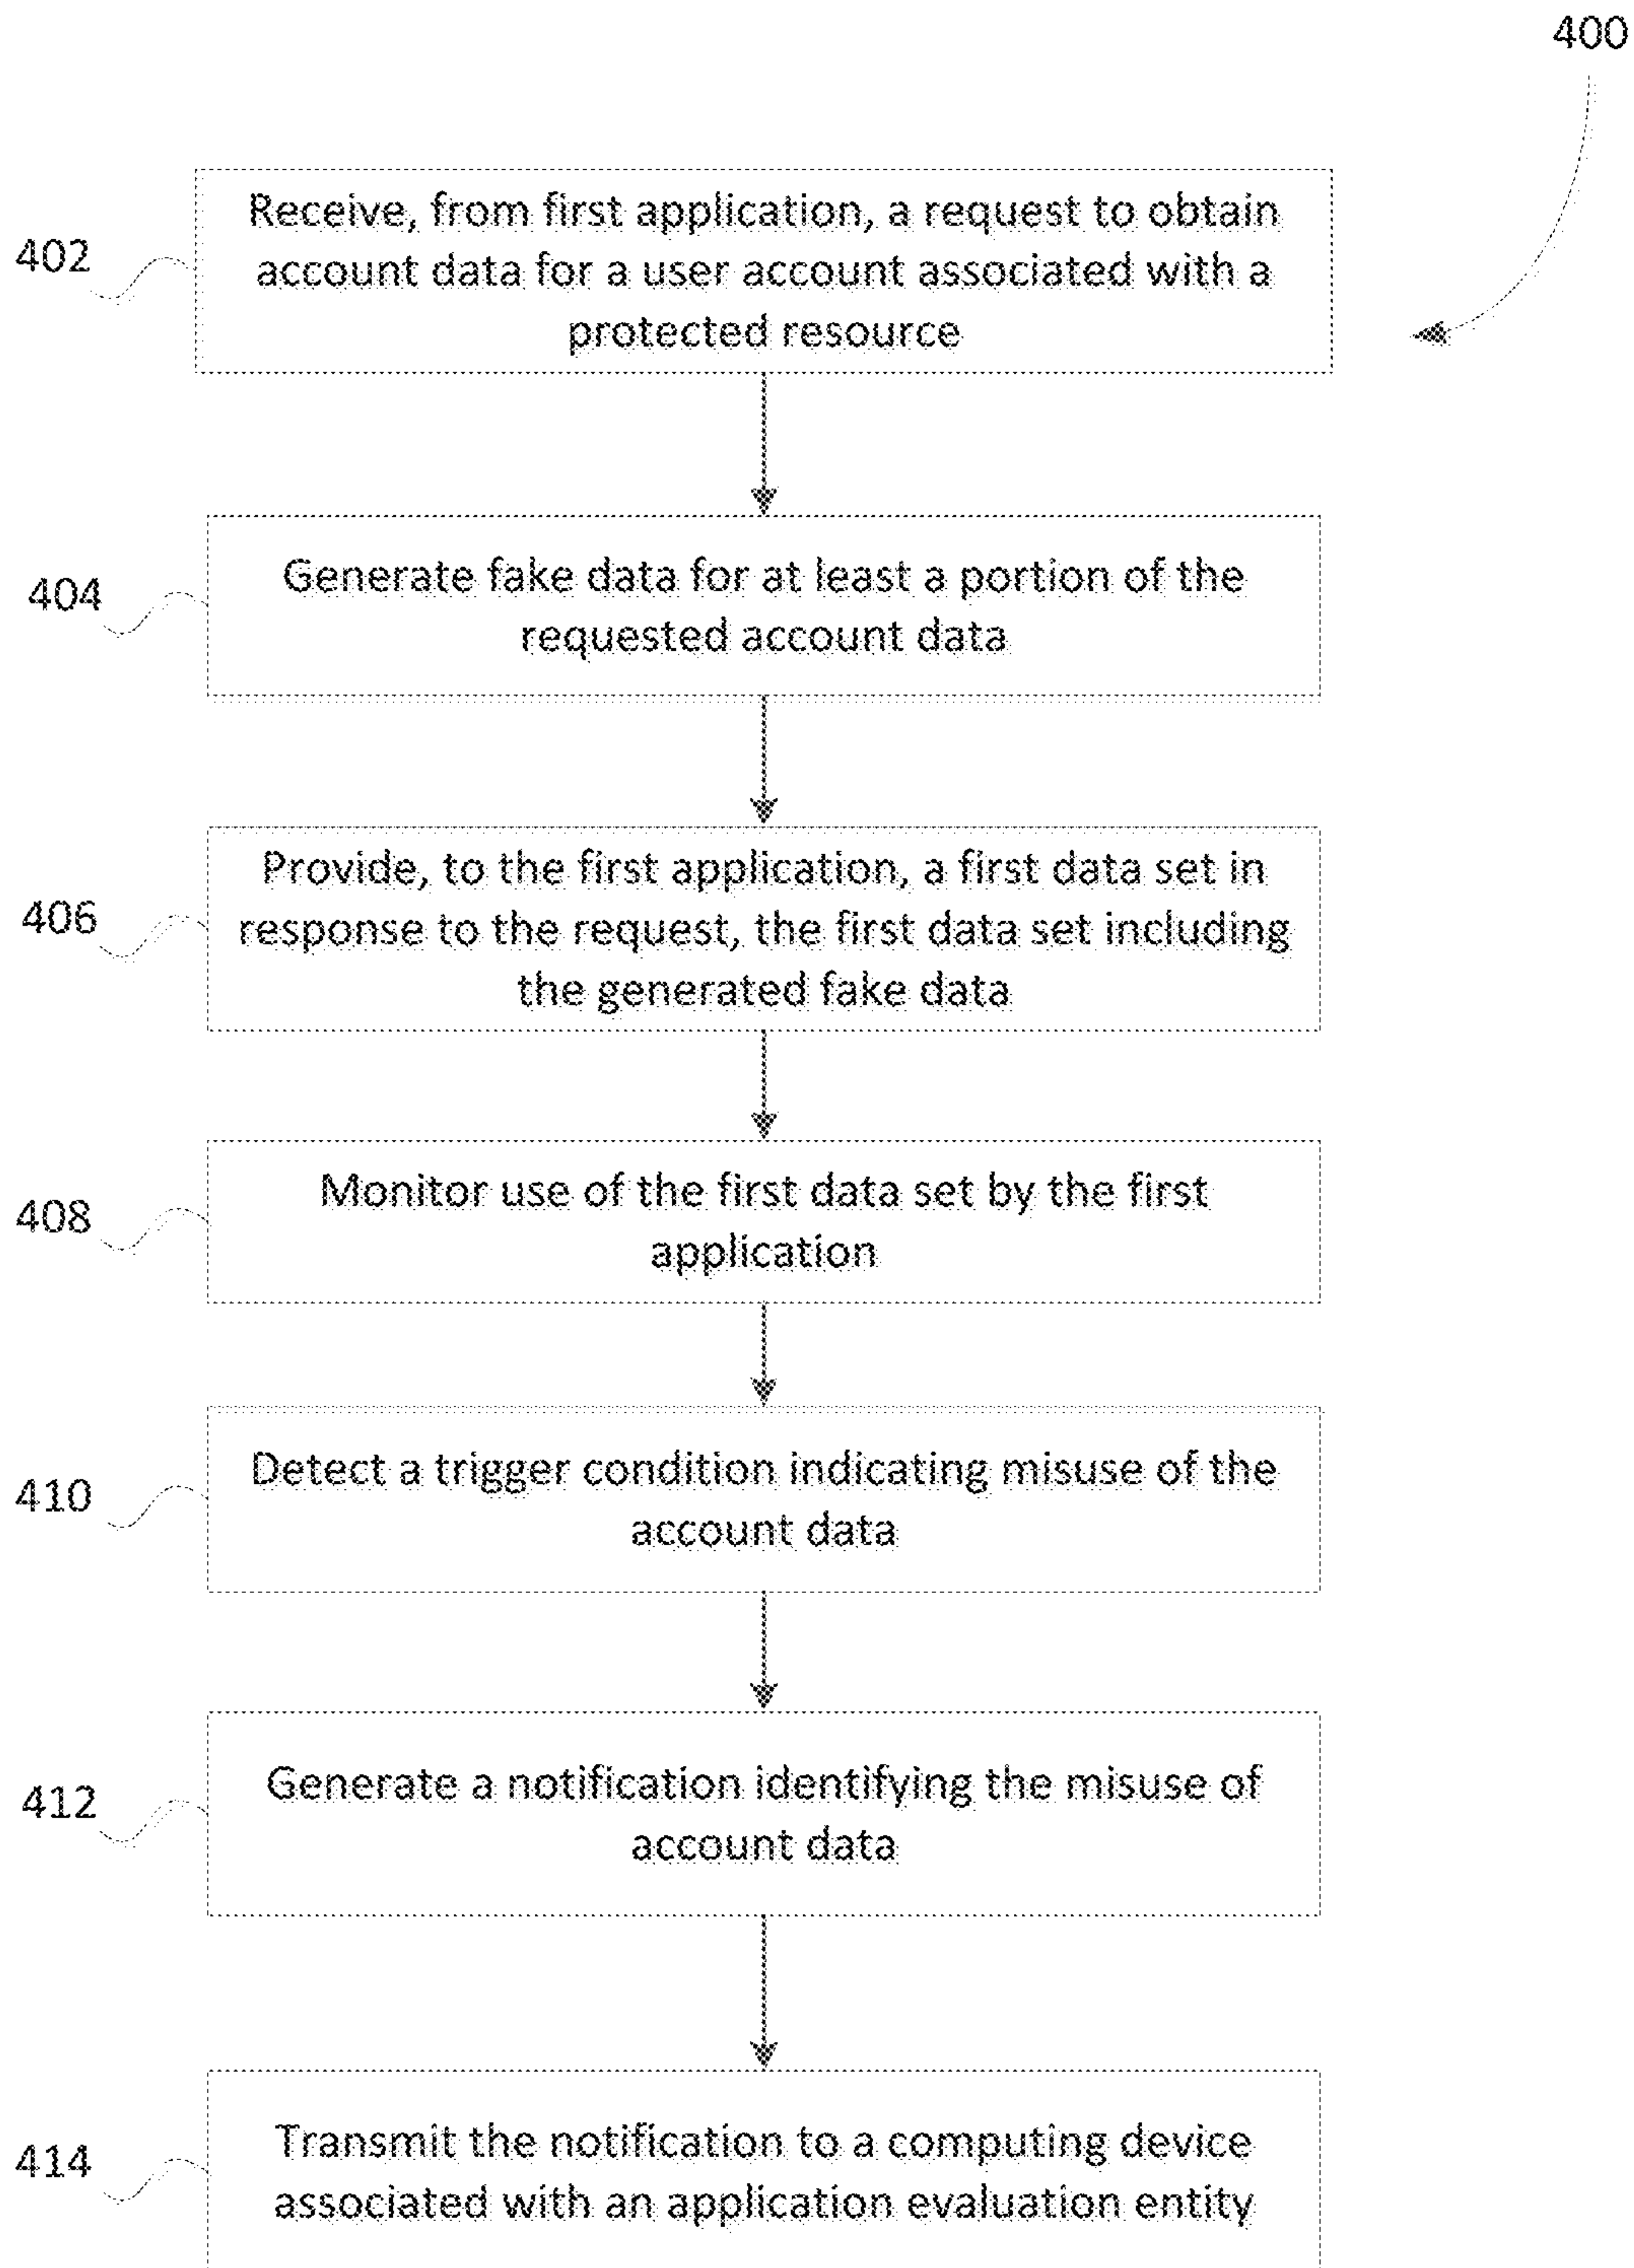 400
402
Receive, from first application, a request to obtain
account data for a user account associated with a
protected resource
404
Generate fake data for at least a portion of the
requested account data
406
Provide, to the first application, a first data set in
response to the request, the first data set including
the generated fake data
408
Monitor use of the first data set by the first
application
410
Detect a trigger condition indicating misuse of the
account data
412
Generate a notification identifying the misuse of
account data
414
Transmit the notification to a computing device
associated with an application evaluation entity